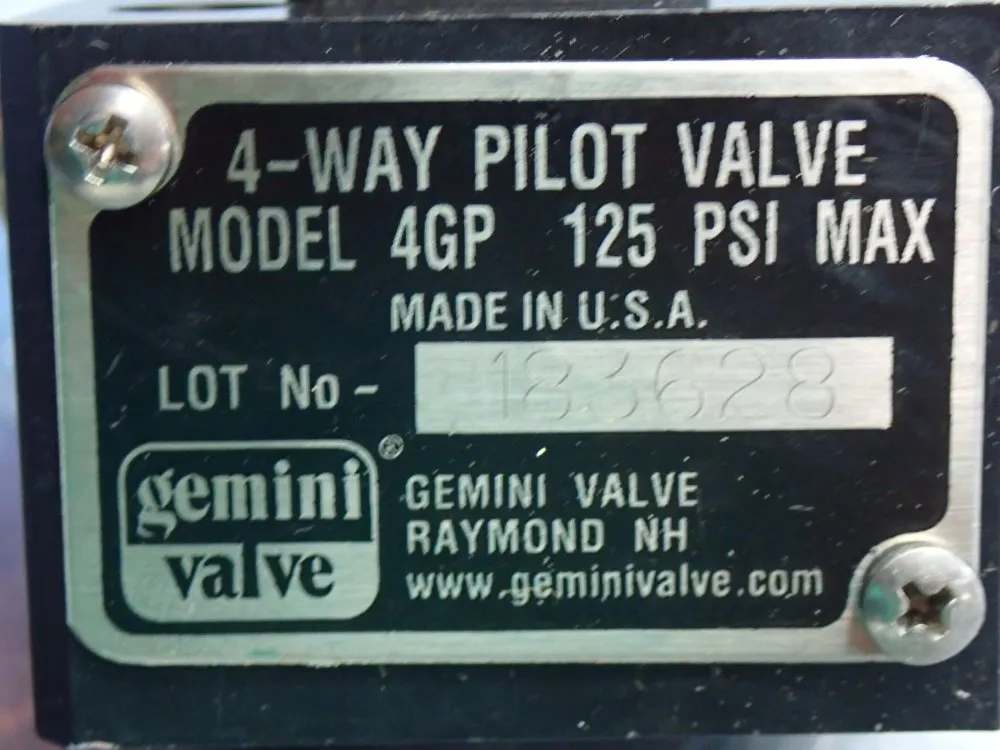 4-WAY PILOT VALVE
MODEL 4GP 125 PSI MAX
MADE IN U.S.A.
LOT No - 183628
gemini®
valve
GEMINI VALVE
RAYMOND NH
www.geminivalve.com